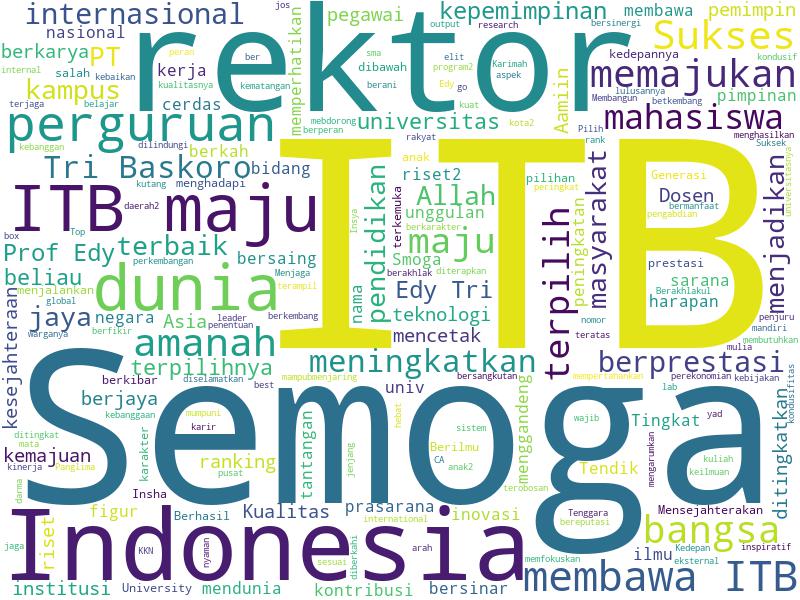 internasional
jos
pegawai
output
research
kepemimpinan
membawa
pemimpin
nasional
bersinergi
rektor
Sukses
berkarya
PT
peran
ber
sma
elit
program2
Karimah
kedepannya
kondusif
internal
salah
kebaikan
kerja
kualitasnya
dibawah
berani
Edy
go
aspek
memajukan
kampus
cerdas
kematangan
kuat
lulusannya
betkembang
pimpinan
terjaga
belajar
memperhatikan
mebdorong
kota2
Aamiin
Membangun
menghasilkan
perguruan
universitas
berperan
mahasiswa
kebanggan
dilindungi
berkah
rakyat
Pilih
rank
Suksek
Tri Baskoro
bidang
ITB
anak
pilihan
Generasi
kutang
menghadapi
riset2
peringkat
Dosen
universitasnya
ITB maju
daerah2
terkemuka
Allah
unggulan
bermanfaat
pengabdian
pendidikan
Insya
berkarakter
masyarakat
menjadikan
box
Top
terbaik
maju
terpilih
peningkatan
Prof Edy
perkembangan
bersaing
Smoga
prestasi
beliau
Menjaga
berakhlak
diterapkan
sarana
Berakhlakul
menjalankan
dunia
terampil
nama
Edy Tri
harapan
global
jaya
negara
Asia
leader
berkembang
teknologi
nomor
penjuru
Warganya
berfikir
penentuan
mencetak
teratas
mandiri
membutuhkan
kesejahteraan
amanah
mulia
terpilihnya
diselamatkan
best
meningkatkan
bersangkutan
berprestasi
berkibar
univ
mempertahankan
perekonomian
kebijakan
berjaya
lab
kondusifitas
Semoga
kebanggaan
mumpuni
hebat
menggandeng
wajib
Tingkat
yad
ditingkat
karir
tantangan
sistem
mata
karakter
Berilmu
kemajuan
ranking
jenjang
CA
anak2
Tendik
kuliah
keilmuan
ditingkatkan
kinerja
Panglima
pusat
terobosan
mengarumkan
darma
Insha
figur
Berhasil
Kualitas
prasarana
inovasi
Tenggara
bereputasi
Mensejahterakan
international
riset
Indonesia
bangsa
jaga
KKN
nyaman
sesuai
diberkahi
arah
memfokuskan
ilmu
Kedepan
eksternal
inspiratif
institusi
University
mendunia
kontribusi
bersinar
membawa ITB